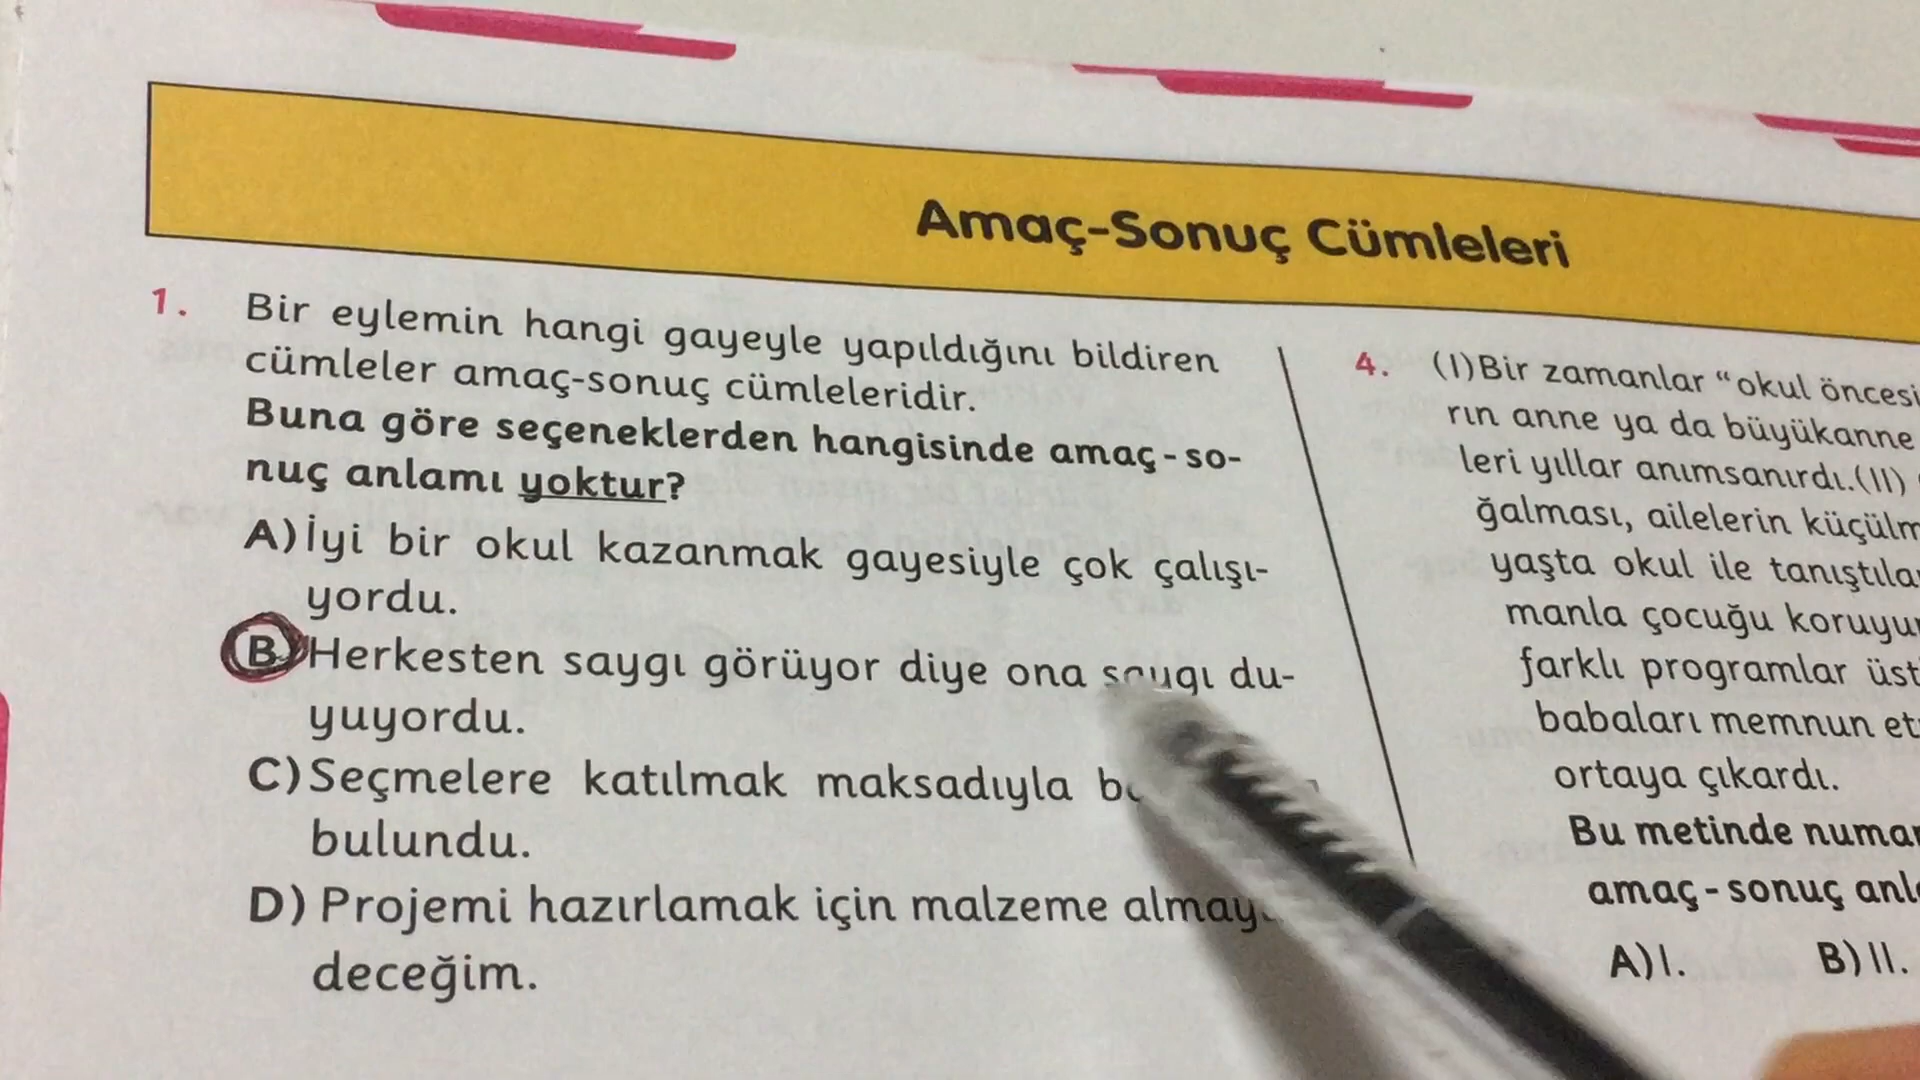 Amaç-Sonuç Cümleleri
1. Bir eylemin hangi gayeyle yapıldığını bildiren
cümleler amaç-sonuç cümleleridir.
Buna göre seçeneklerden hangisinde amaç-so-
nuç anlamı yoktur?
A) İyi bir okul kazanmak gayesiyle çok çalışı-
yordu.
B) Herkesten saygı görüyor diye ona saygı du-
yuyordu.
C) Seçmelere katılmak maksadıyla
bulundu.
D) Projemi hazırlamak için malzeme
deceğim.
4. (I)Bir zamanlar "okul öncesi
rın anne ya da büyükanne
leri yıllar anımsanırdı.(II)
ğalması, ailelerin
yaşta okul ile
manla çocuğu
farklı programlar
babaları memnun
ortaya çıkardı.
Bu metinde
amaç-sonuç
A) I. B) II.